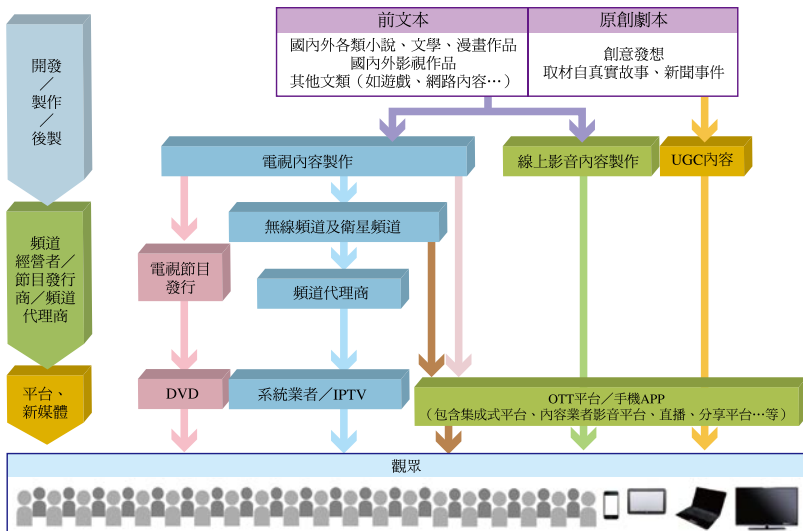 前文本
原創劇本
國內外各類小說、文學、漫畫作品
國內外影視作品
其他文類（如遊戲、網路內容…）
創意發想
取材自真實故事、新聞事件
開發
／
製作
／
後製
電視內容製作
線上影音內容製作
UGC內容
頻道
經營者／
節目發行
商／頻道
代理商
無線頻道及衛星頻道
電視節目
發行
頻道代理商
平台、
新媒體
DVD
系統業者／IPTV
OTT平台／手機APP
（包含集成式平台、內容業者影音平台、直播、分享平台…等）
觀眾